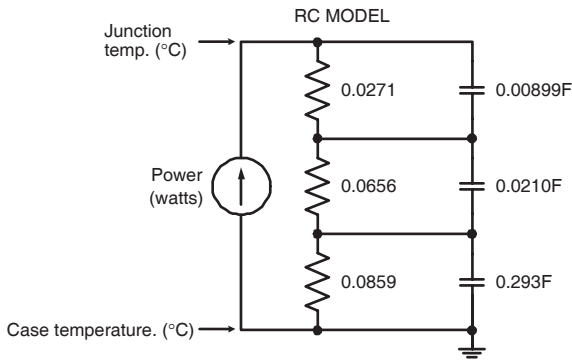 RC MODEL
Junction
temp. (°C)
0.0271
0.00899F
Power
(watts)
0.0656
0.0210F
0.0859
0.293F
Case temperature. (°C)